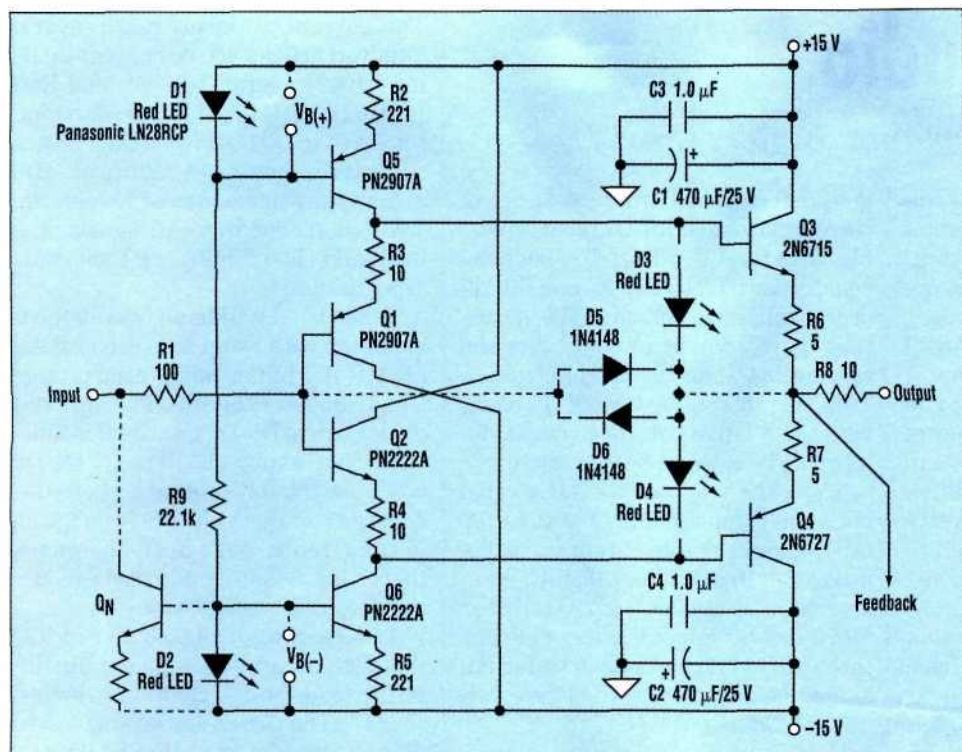 +15 V
D1
Red LED
Panasonic LN28RCP
VB(+)
R2
221
C3 1.0 µF
Q5
PN2907A
+
C1 470 µF/25 V
R3
10
Q3
2N6715
D3
Red LED
D5
1N4148
R6
5
Q1
PN2907A
Input
R1
100
R8 10
Output
Q2
PN2222A
D6
1N4148
R7
5
R9
22.1k
R4
10
D4
Red LED
Q4
2N6727
QN
Q6
PN2222A
C4 1.0 µF
Feedback
VB(−)
D2
Red LED
R5
221
+
C2 470 µF/25 V
−15 V